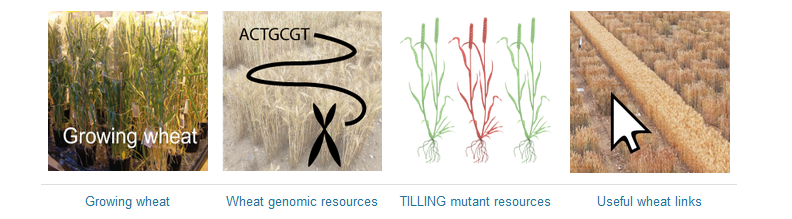 ACTGCGT
Growing wheat
Growing wheat
Wheat genomic resources
TILLING mutant resources
Useful wheat links